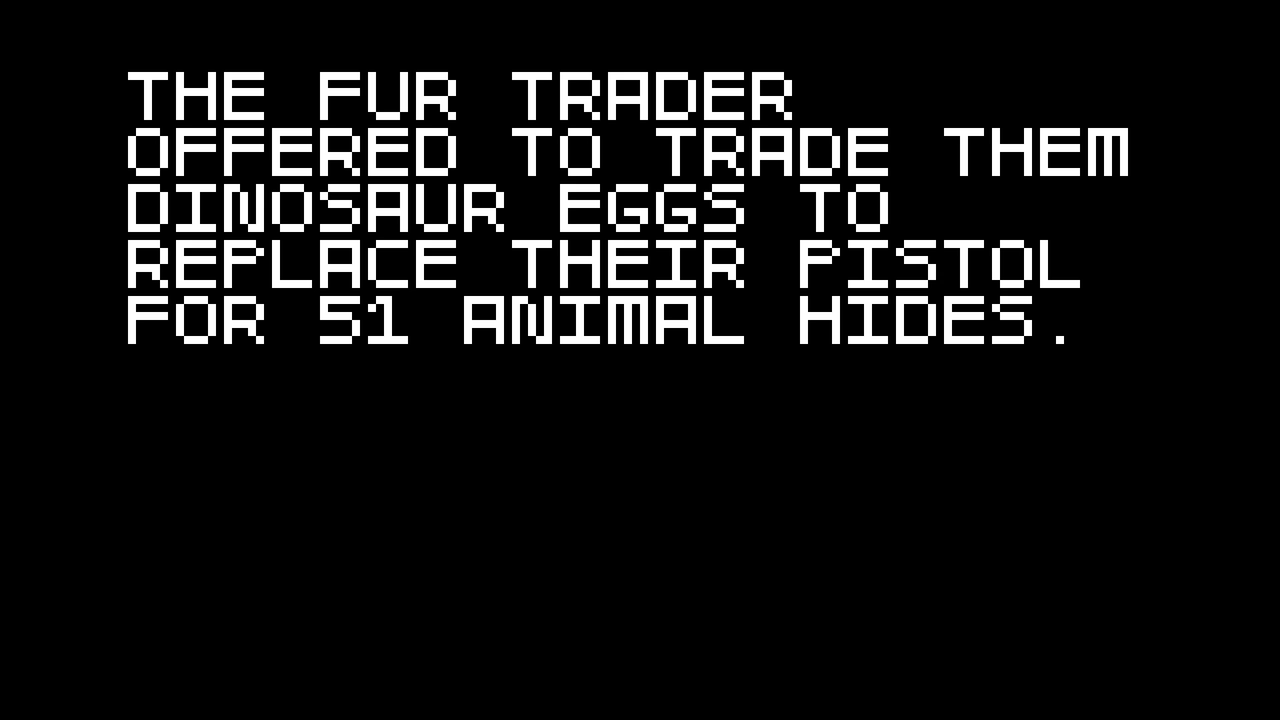 THE FUR TRADER
OFFERED TO TRADE THEM
DINOSAUR EGGS TO
REPLACE THEIR PISTOL
FOR 51 ANIMAL HIDES.